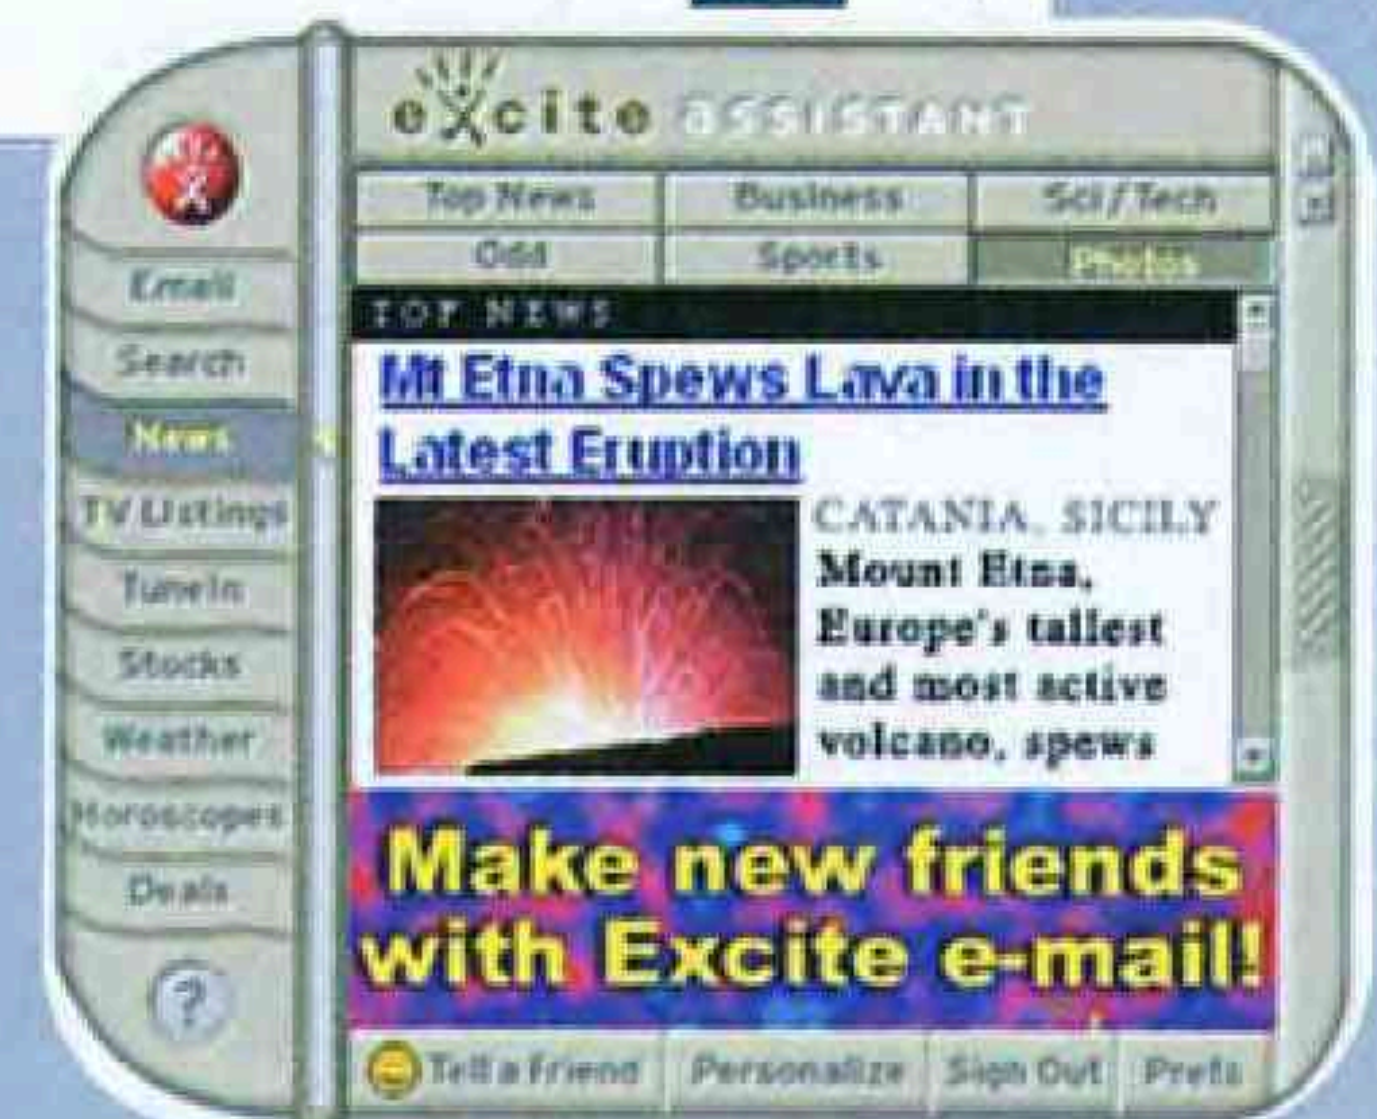 excite ASSISTANT
Top News Business Sci/Tech
Odd Sports Photos
Email
Search
News
TV Listings
TuneIn
Stocks
Weather
Horoscopes
Deals
?
TOP NEWS
Mt Etna Spews Lava in the
Latest Eruption
CATANIA, SICILY
Mount Etna,
Europe's tallest
and most active
volcano, spews
Make new friends
with Excite e-mail!
Tell a Friend Personalize Sign Out Prefs